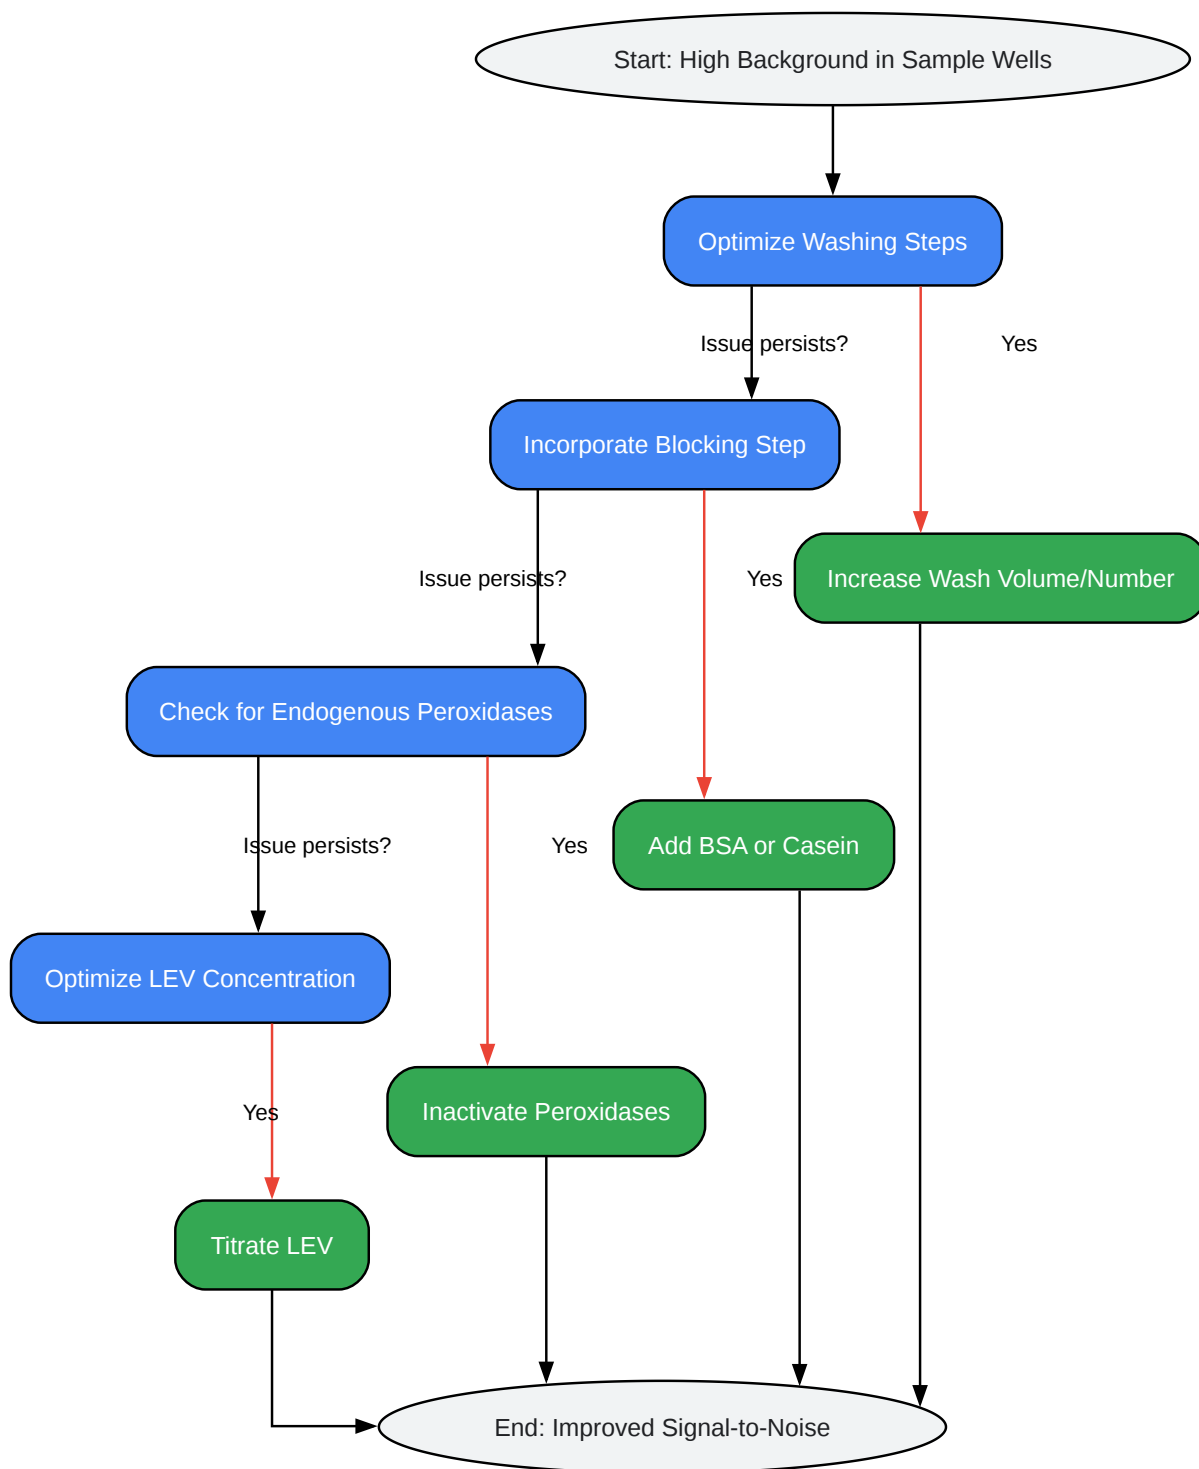 Start: High Background in Sample Wells
Optimize Washing Steps
Issue persists?
Yes
Incorporate Blocking Step
Issue persists?
Yes
Increase Wash Volume/Number
Check for Endogenous Peroxidases
Issue persists?
Yes
Add BSA or Casein
Optimize LEV Concentration
Yes
Inactivate Peroxidases
Titrate LEV
End: Improved Signal-to-Noise